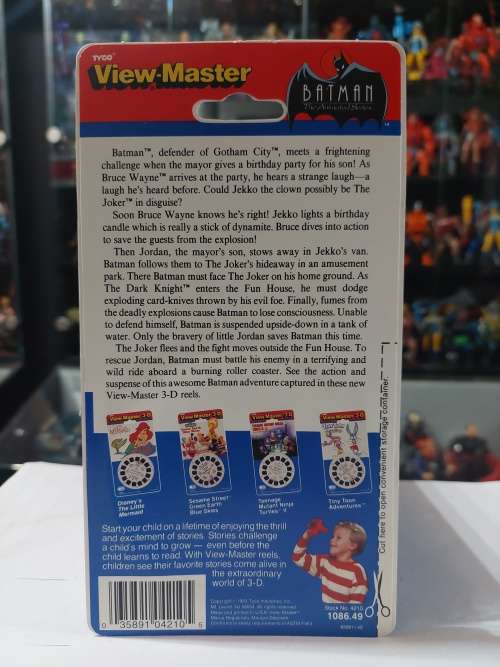 TYCO
View-Master
BATMAN
The Animated Series
Batman™, defender of Gotham City™, meets a frightening
challenge when the mayor gives a birthday party for his son! As
Bruce Wayne™ arrives at the party, he hears a strange laugh—a
laugh he's heard before. Could Jekko the clown possibly be The
Joker™ in disguise?
Soon Bruce Wayne knows he's right! Jekko lights a birthday
candle which is really a stick of dynamite. Bruce dives into action
to save the guests from the explosion!
Then Jordan, the mayor's son, stows away in Jekko's van.
Batman follows them to The Joker's hideaway in an amusement
park. There Batman must face The Joker on his home ground. As
The Dark Knight™ enters the Fun House, he must dodge
exploding card-knives thrown by his evil foe. Finally, fumes from
the deadly explosions cause Batman to lose consciousness. Unable
to defend himself, Batman is suspended upside-down in a tank of
water. Only the bravery of little Jordan saves Batman this time.
The Joker flees and the fight moves outside the Fun House. To
rescue Jordan, Batman must battle his enemy in a terrifying and
wild ride aboard a burning roller coaster. See the action and
suspense of this awesome Batman adventure captured in these new
View-Master 3-D reels.
Cut here to open convenient storage container.
View-Master 3-D
View-Master 3-D
View-Master 3-D
View-Master 3-D
Disney's
The Little
Mermaid
Sesame Street
Green Earth
Blue Skies
Teenage
Mutant Ninja
Turtles V
Tiny Toon
Adventures™
Start your child on a lifetime of enjoying the thrill
and excitement of stories. Stories challenge
a child's mind to grow — even before the
child learns to read. With View-Master reels,
children see their favorite stories come alive in
the extraordinary
world of 3-D.
Stock No. 4210
1086.49
0 35891 04210 5